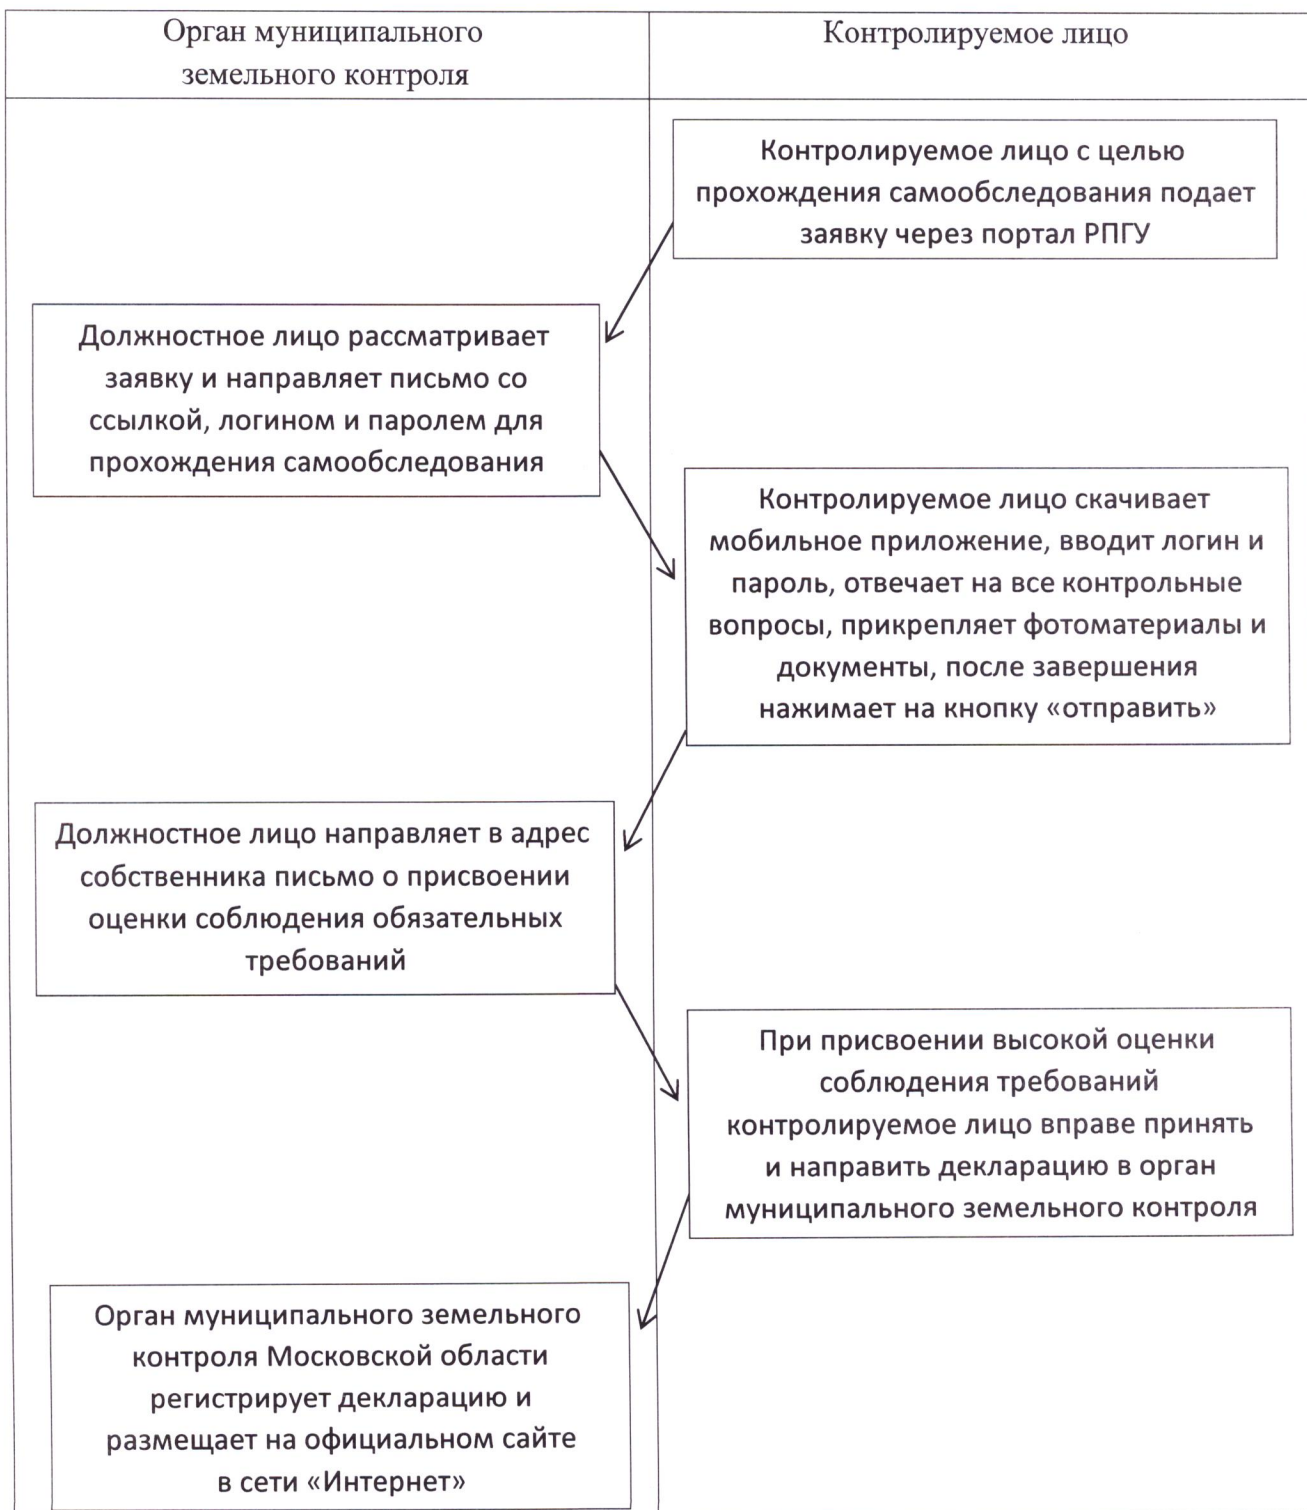 Орган муниципального
земельного контроля
Контролируемое лицо
Контролируемое лицо с целью
прохождения самообследования подает
заявку через портал РПГУ
Должностное лицо рассматривает
заявку и направляет письмо со
ссылкой, логином и паролем для
прохождения самообследования
Контролируемое лицо скачивает
мобильное приложение, вводит логин и
пароль, отвечает на все контрольные
вопросы, прикрепляет фотоматериалы и
документы, после завершения
нажимает на кнопку «отправить»
Должностное лицо направляет в адрес
собственника письмо о присвоении
оценки соблюдения обязательных
требований
При присвоении высокой оценки
соблюдения требований
контролируемое лицо вправе принять
и направить декларацию в орган
муниципального земельного контроля
Орган муниципального земельного
контроля Московской области
регистрирует декларацию и
размещает на официальном сайте
в сети «Интернет»